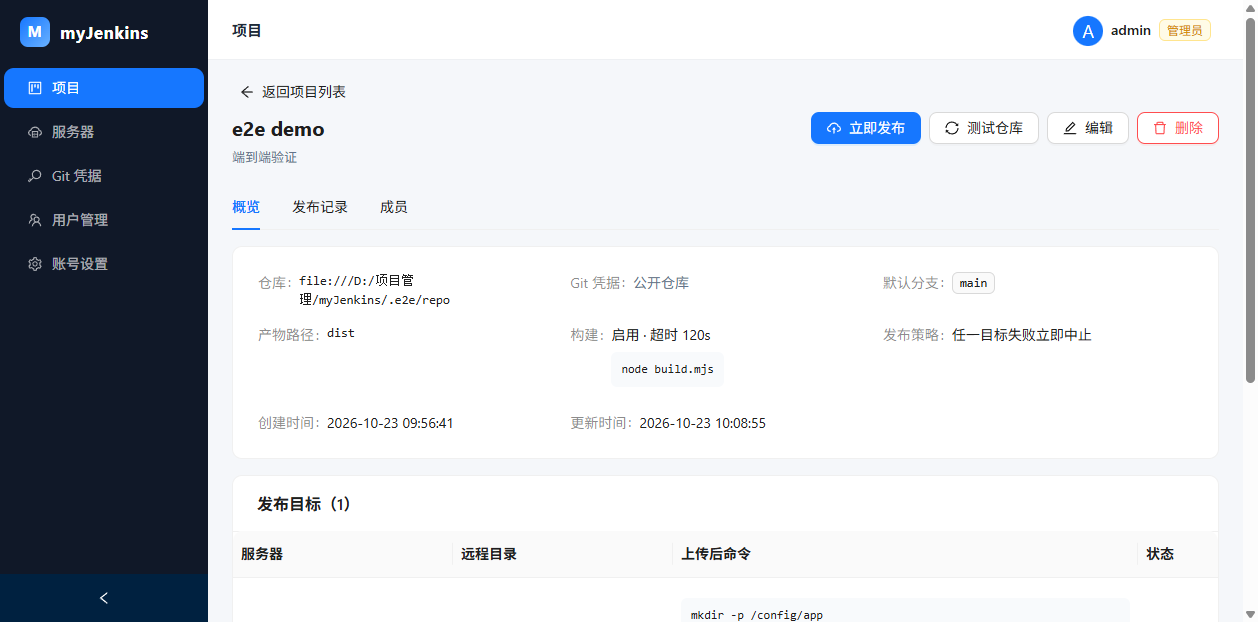 M
myJenkins
项目
服务器
Git 凭据
用户管理
账号设置
项目
A
admin
管理员
返回项目列表
e2e demo
端到端验证
立即发布
测试仓库
编辑
删除
概览
发布记录
成员
仓库:
file:///D:/项目管
理/myJenkins/.e2e/repo
Git 凭据:
公开仓库
默认分支:
main
产物路径:
dist
构建:
启用 · 超时 120s
node build.mjs
发布策略:
任一目标失败立即中止
创建时间:
2026-10-23 09:56:41
更新时间:
2026-10-23 10:08:55
发布目标（1）
服务器
远程目录
上传后命令
状态
mkdir -p /config/app